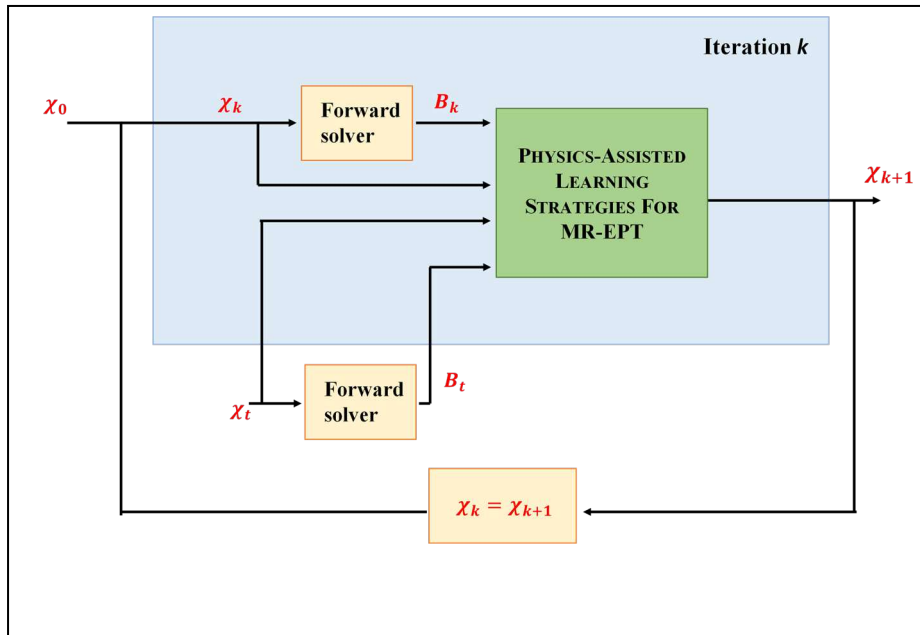 Iteration k
χ₀
χₖ
Forward
solver
Bₖ
PHYSICS-ASSISTED
LEARNING
STRATEGIES FOR
MR-EPT
χₖ₊₁
χₜ
Forward
solver
Bₜ
χₖ = χₖ₊₁